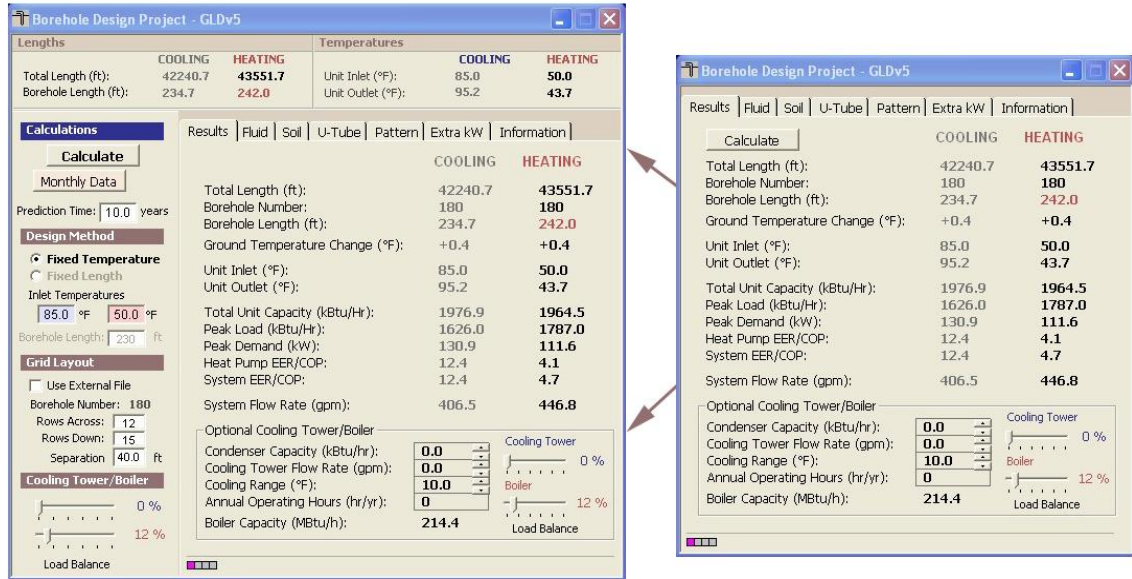 Borehole Design Project - GLDv5
Lengths Temperatures
COOLING HEATING COOLING HEATING
Total Length (ft): 42240.7 43551.7 Unit Inlet (°F): 85.0 50.0
Borehole Length (ft): 234.7 242.0 Unit Outlet (°F): 95.2 43.7
Calculations
Calculate
Monthly Data
Prediction Time: 10.0 years
Design Method
Fixed Temperature
Fixed Length
Inlet Temperatures
85.0 °F 50.0 °F
Borehole Length: 230 ft
Grid Layout
Use External File
Borehole Number: 180
Rows Across: 12
Rows Down: 15
Separation 40.0 ft
Cooling Tower/Boiler
0 %
12 %
Load Balance
Results Fluid Soil U-Tube Pattern Extra kW Information
COOLING HEATING
Total Length (ft): 42240.7 43551.7
Borehole Number: 180 180
Borehole Length (ft): 234.7 242.0
Ground Temperature Change (°F): +0.4 +0.4
Unit Inlet (°F): 85.0 50.0
Unit Outlet (°F): 95.2 43.7
Total Unit Capacity (kBtu/Hr): 1976.9 1964.5
Peak Load (kBtu/Hr): 1626.0 1787.0
Peak Demand (kW): 130.9 111.6
Heat Pump EER/COP: 12.4 4.1
System EER/COP: 12.4 4.7
System Flow Rate (gpm): 406.5 446.8
Optional Cooling Tower/Boiler
Condenser Capacity (kBtu/hr): 0.0
Cooling Tower Flow Rate (gpm): 0.0
Cooling Range (°F): 10.0
Annual Operating Hours (hr/yr): 0
Boiler Capacity (MBtu/h): 214.4
Cooling Tower
0 %
Boiler
12 %
Load Balance
Borehole Design Project - GLDv5
Results Fluid Soil U-Tube Pattern Extra kW Information
Calculate COOLING HEATING
Total Length (ft): 42240.7 43551.7
Borehole Number: 180 180
Borehole Length (ft): 234.7 242.0
Ground Temperature Change (°F): +0.4 +0.4
Unit Inlet (°F): 85.0 50.0
Unit Outlet (°F): 95.2 43.7
Total Unit Capacity (kBtu/Hr): 1976.9 1964.5
Peak Load (kBtu/Hr): 1626.0 1787.0
Peak Demand (kW): 130.9 111.6
Heat Pump EER/COP: 12.4 4.1
System EER/COP: 12.4 4.7
System Flow Rate (gpm): 406.5 446.8
Optional Cooling Tower/Boiler
Condenser Capacity (kBtu/hr): 0.0
Cooling Tower Flow Rate (gpm): 0.0
Cooling Range (°F): 10.0
Annual Operating Hours (hr/yr): 0
Boiler Capacity (MBtu/h): 214.4
Cooling Tower
0 %
Boiler
12 %
Load Balance